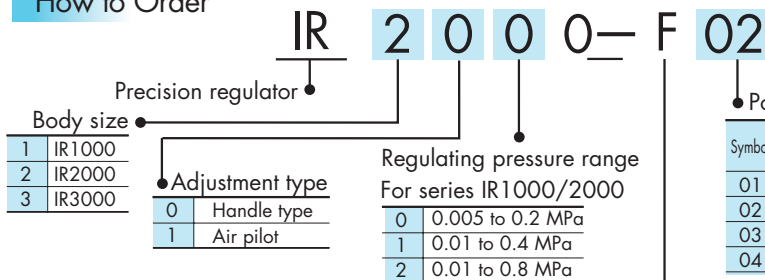 How to Order
IR 2 0 0 0 — F 02
Precision regulator
Body size
1 IR1000
2 IR2000
3 IR3000
Adjustment type
0 Handle type
1 Air pilot
Regulating pressure range
For series IR1000/2000
0 0.005 to 0.2 MPa
1 0.01 to 0.4 MPa
2 0.01 to 0.8 MPa
01
02
03
04